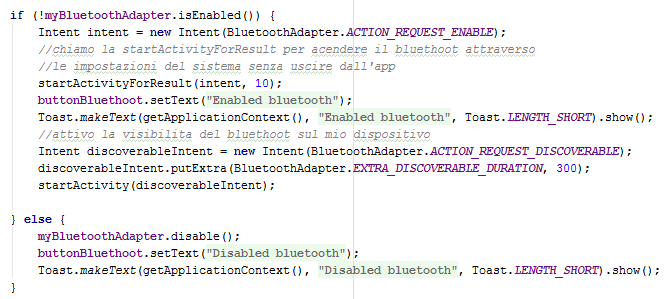 if (!myBluetoothAdapter.isEnabled()) {
Intent intent = new Intent(BluetoothAdapter.ACTION_REQUEST_ENABLE);
//chiamo la startActivityForResult per acendere il bluethoot attraverso
//le impostazioni del sistema senza uscire dall'app
startActivityForResult(intent, 10);
buttonBluethoot.setText("Enabled bluetooth");
Toast.makeText(getApplicationContext(), "Enabled bluetooth", Toast.LENGTH_SHORT).show();
//attivo la visibilita del bluethoot sul mio dispositivo
Intent discoverableIntent = new Intent(BluetoothAdapter.ACTION_REQUEST_DISCOVERABLE);
discoverableIntent.putExtra(BluetoothAdapter.EXTRA_DISCOVERABLE_DURATION, 300);
startActivity(discoverableIntent);
} else {
myBluetoothAdapter.disable();
buttonBluethoot.setText("Disabled bluetooth");
Toast.makeText(getApplicationContext(), "Disabled bluetooth", Toast.LENGTH_SHORT).show();
}